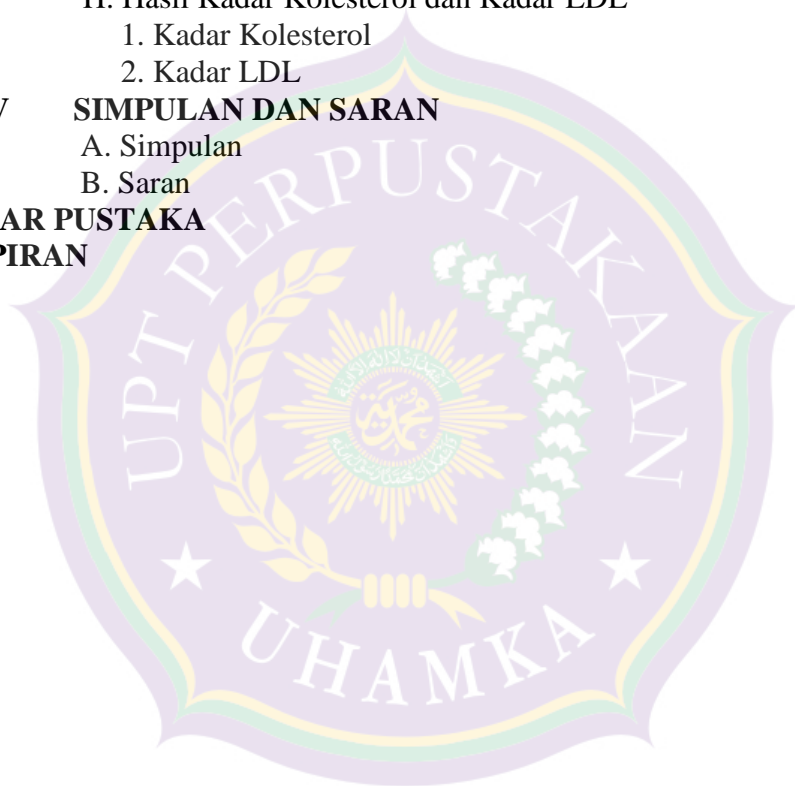 H. Hasil Kadar Kolesterol dan Kadar LDL
1. Kadar Kolesterol
2. Kadar LDL
V SIMPULAN DAN SARAN
A. Simpulan
B. Saran
AR PUSTAKA
PIRAN
UPT PERPUSTAKAAN
UHAMKA